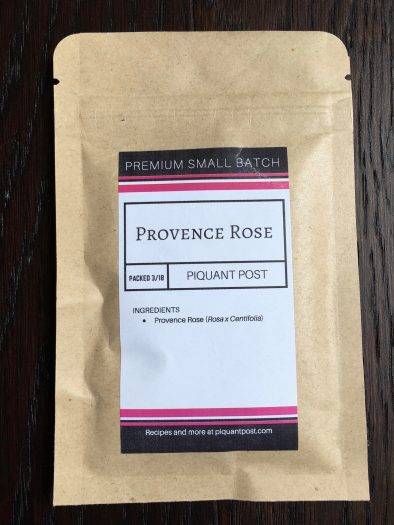 PREMIUM SMALL BATCH
PROVENCE ROSE
PACKED 3/18
PIQUANT POST
INGREDIENTS
• Provence Rose (Rosa x Centifolia)
Recipes and more at piquantpost.com